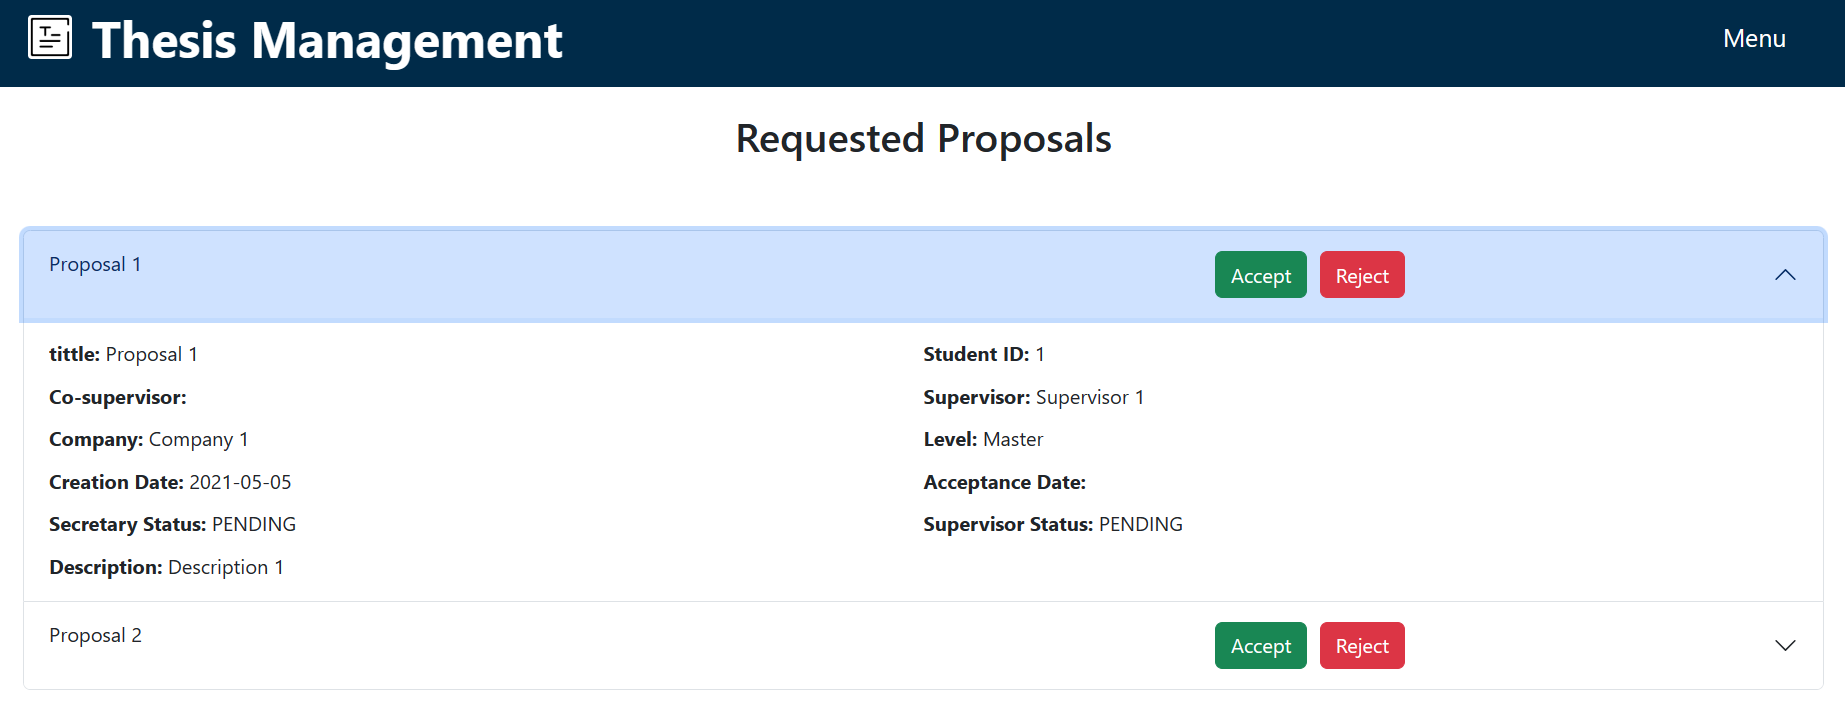 Thesis Management
Menu
Requested Proposals
Proposal 1
Accept
Reject
tittle: Proposal 1
Student ID: 1
Co-supervisor:
Supervisor: Supervisor 1
Company: Company 1
Level: Master
Creation Date: 2021-05-05
Acceptance Date:
Secretary Status: PENDING
Supervisor Status: PENDING
Description: Description 1
Proposal 2
Accept
Reject